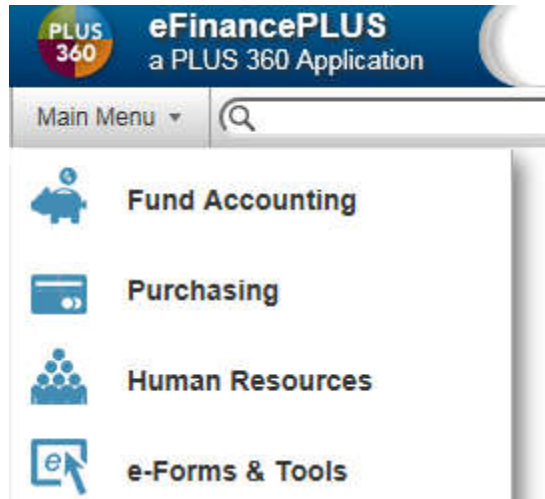 PLUS
360
eFinancePLUS
a PLUS 360 Application
Main Menu
Fund Accounting
Purchasing
Human Resources
e
e-Forms & Tools